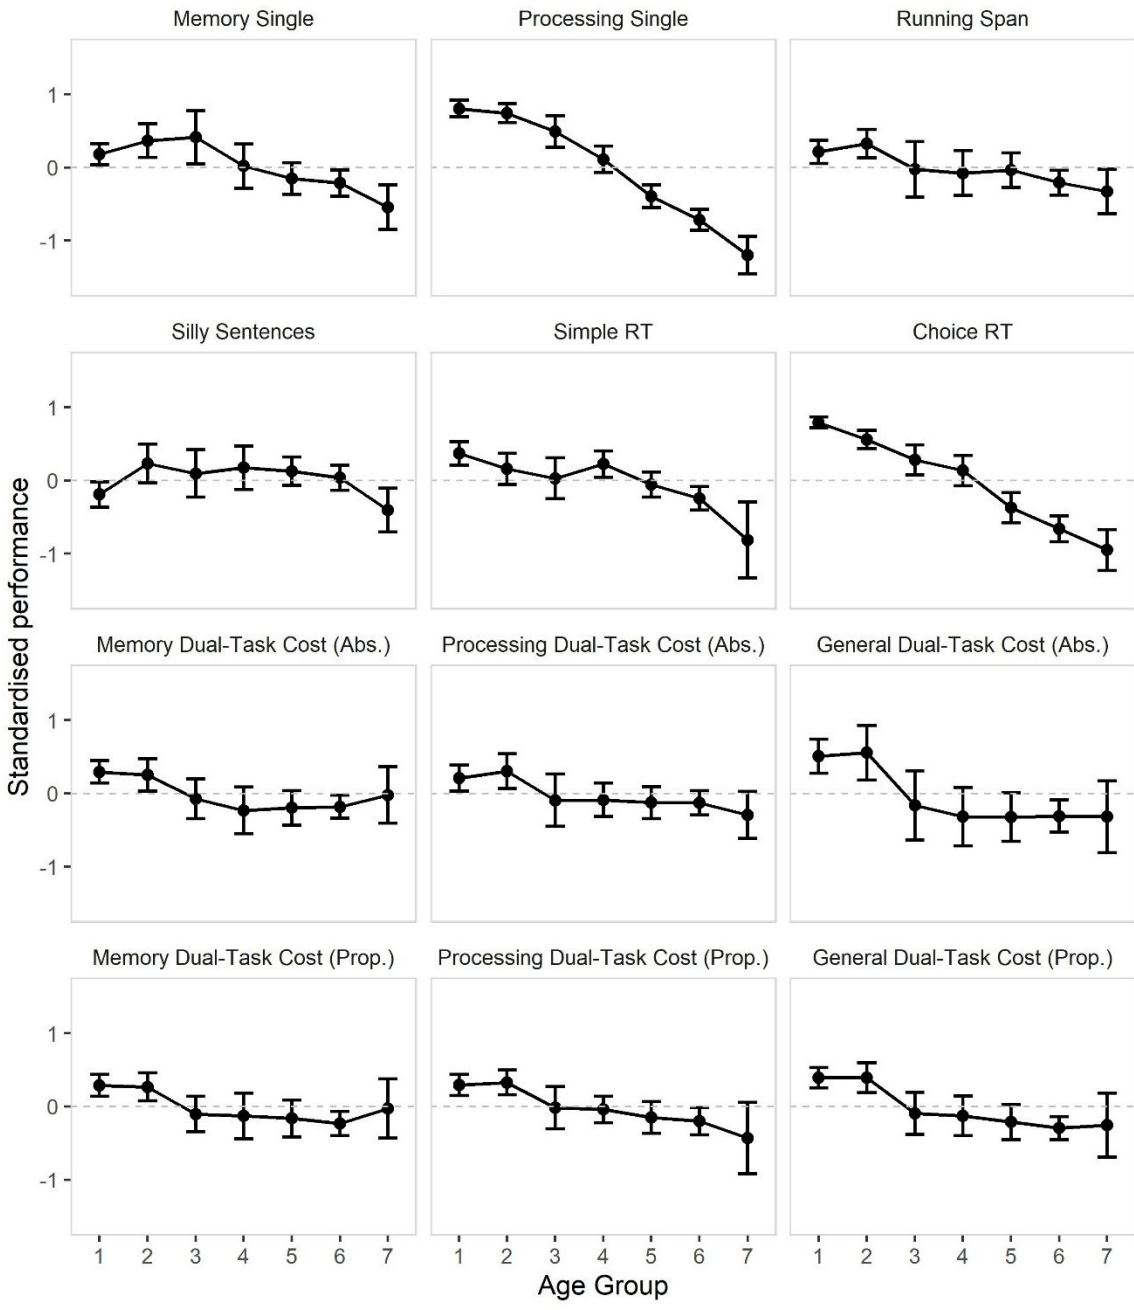 Memory Single
Processing Single
Running Span
1
0
-1
Silly Sentences
Simple RT
Choice RT
1
0
-1
Standardised performance
Memory Dual-Task Cost (Abs.)
Processing Dual-Task Cost (Abs.)
General Dual-Task Cost (Abs.)
1
0
-1
Memory Dual-Task Cost (Prop.)
Processing Dual-Task Cost (Prop.)
General Dual-Task Cost (Prop.)
1
0
-1
1 2 3 4 5 6 7
1 2 3 4 5 6 7
1 2 3 4 5 6 7
Age Group